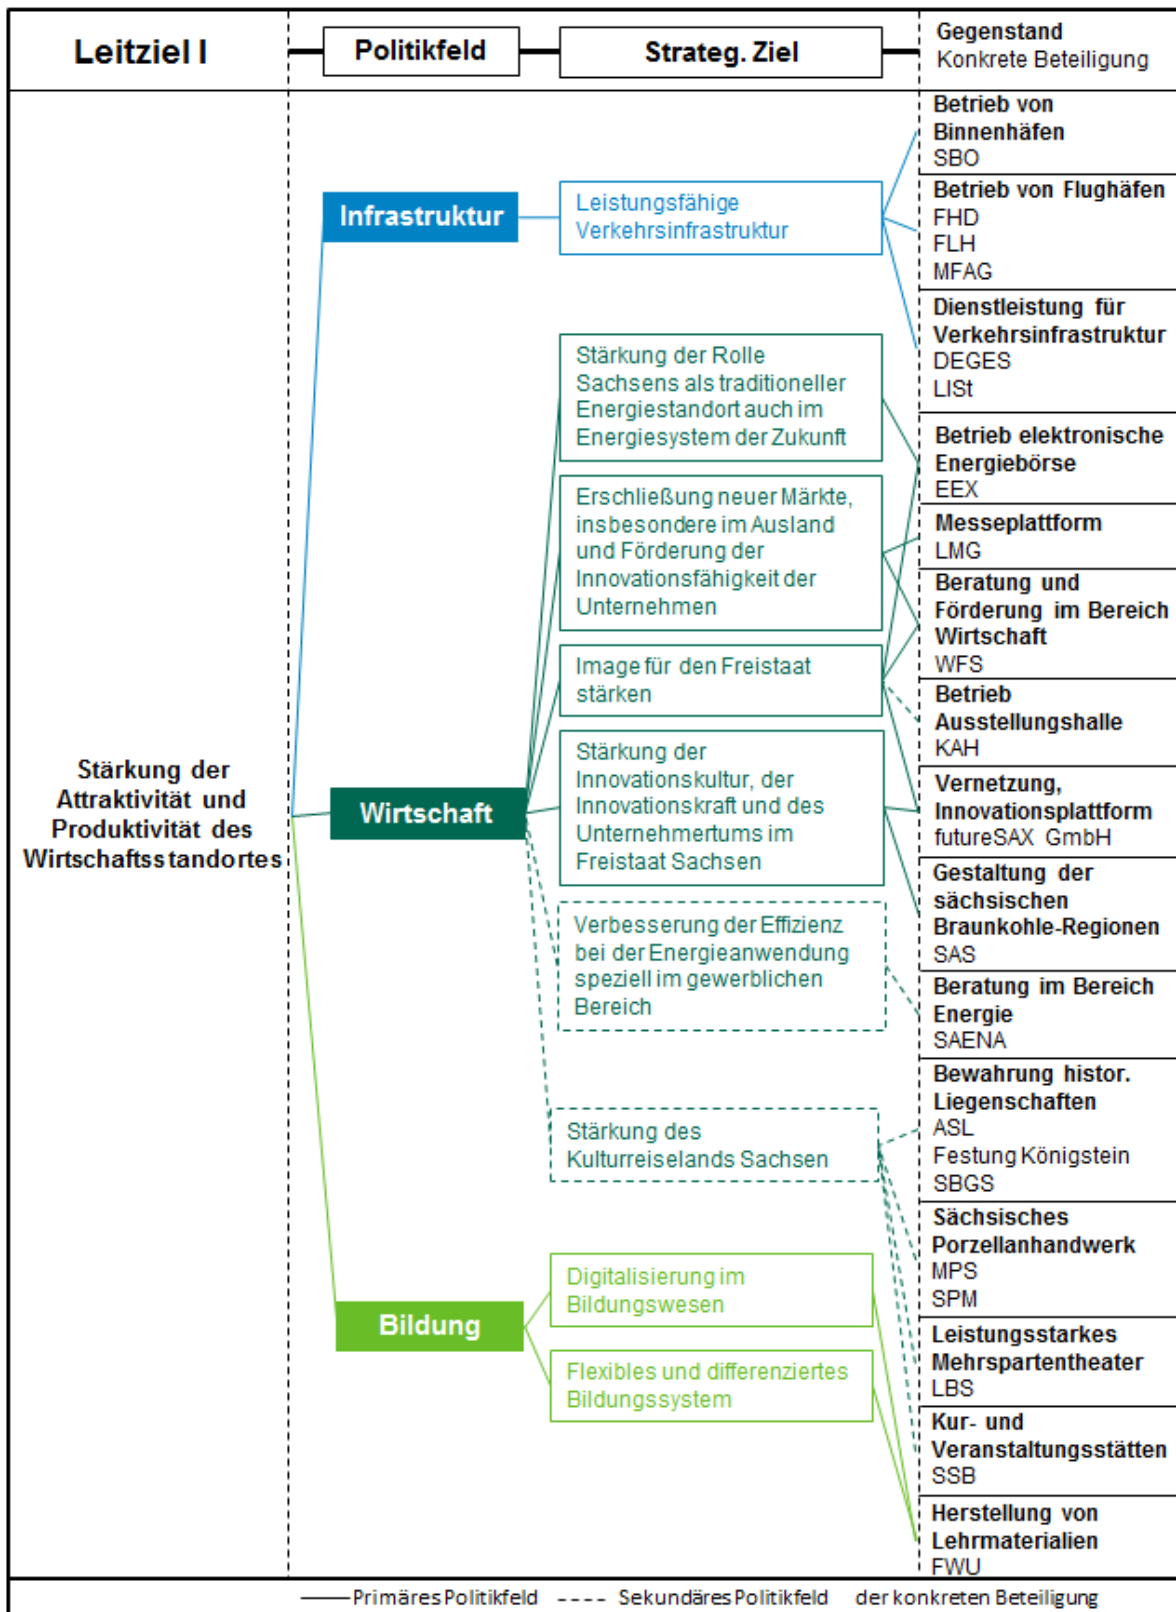 Leitziel I
Politikfeld
Strateg. Ziel
Gegenstand
Konkrete Beteiligung
Stärkung der
Attraktivität und
Produktivität des
Wirtschaftsstandortes
Infrastruktur
Wirtschaft
Bildung
Leistungsfähige
Verkehrsinfrastruktur
Stärkung der Rolle
Sachsens als traditioneller
Energiestandort auch im
Energiesystem der Zukunft
Erschließung neuer Märkte,
insbesondere im Ausland
und Förderung der
Innovationsfähigkeit der
Unternehmen
Image für den Freistaat
stärken
Stärkung der
Innovationskultur, der
Innovationskraft und des
Unternehmertums im
Freistaat Sachsen
Verbesserung der Effizienz
bei der Energieanwendung
speziell im gewerblichen
Bereich
Stärkung des
Kulturreiselands Sachsen
Digitalisierung im
Bildungswesen
Flexibles und differenziertes
Bildungssystem
Betrieb von
Binnenhäfen
SBO
Betrieb von Flughäfen
FHD
FLH
MFAG
Dienstleistung für
Verkehrsinfrastruktur
DEGES
LISt
Betrieb elektronische
Energiebörse
EEX
Messeplattform
LMG
Beratung und
Förderung im Bereich
Wirtschaft
WFS
Betrieb
Ausstellungshalle
KAH
Vernetzung,
Innovationsplattform
futureSAX GmbH
Gestaltung der
sächsischen
Braunkohle-Regionen
SAS
Beratung im Bereich
Energie
SAENA
Bewahrung histor.
Liegenschaften
ASL
Festung Königstein
SBGS
Sächsisches
Porzellanhandwerk
MPS
SPM
Leistungsstarkes
Mehrspartentheater
LBS
Kur- und
Veranstaltungsstätten
SSB
Herstellung von
Lehrmaterialien
FWU
Primäres Politikfeld Sekundäres Politikfeld der konkreten Beteiligung